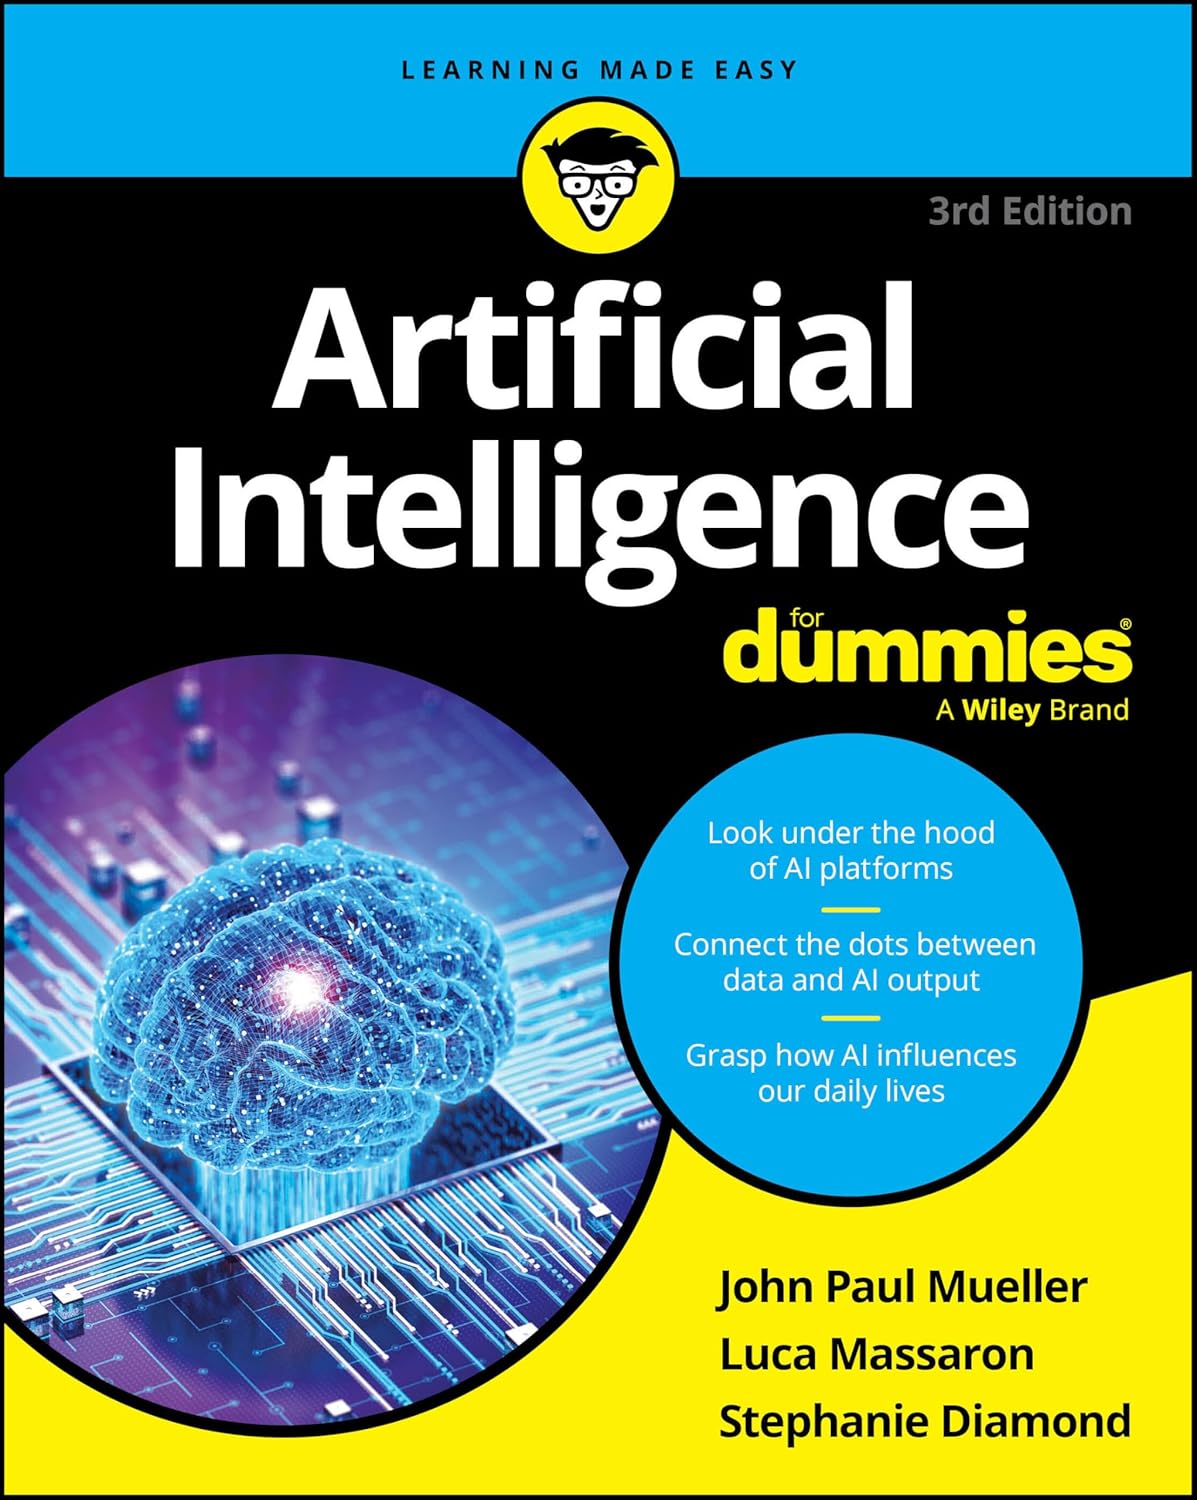 LEARNING MADE EASY
3rd Edition
Artificial
Intelligence
for
dummies®
A Wiley Brand
Look under the hood
of AI platforms
Connect the dots between
data and AI output
Grasp how AI influences
our daily lives
John Paul Mueller
Luca Massaron
Stephanie Diamond